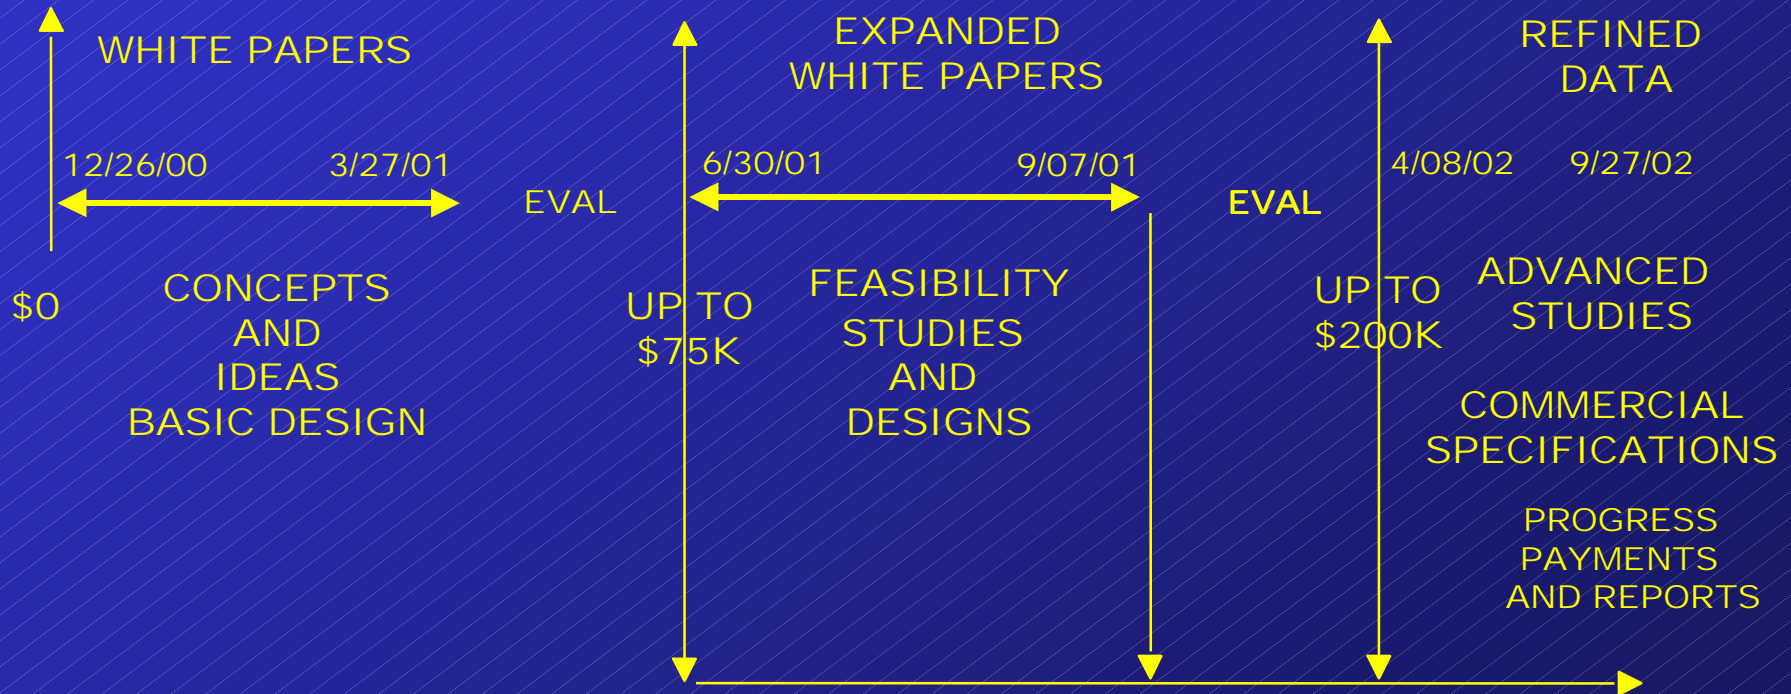 WHITE PAPERS
12/26/00 3/27/01
EVAL
$0
CONCEPTS
AND
IDEAS
BASIC DESIGN
EXPANDED
WHITE PAPERS
6/30/01 9/07/01
EVAL
UP TO
$75K
FEASIBILITY
STUDIES
AND
DESIGNS
REFINED
DATA
4/08/02 9/27/02
UP TO
$200K
ADVANCED
STUDIES
COMMERCIAL
SPECIFICATIONS
PROGRESS
PAYMENTS
AND REPORTS